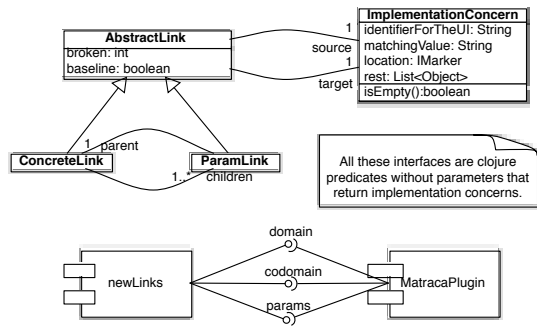 AbstractLink
broken: int
baseline: boolean
1
source
1
target
ImplementationConcern
identifierForTheUI: String
matchingValue: String
location: IMarker
rest: List<Object>
isEmpty():boolean
1 parent
ConcreteLink
ParamLink
1..* children
All these interfaces are clojure
predicates without parameters that
return implementation concerns.
domain
newLinks
codomain
MatracaPlugin
params